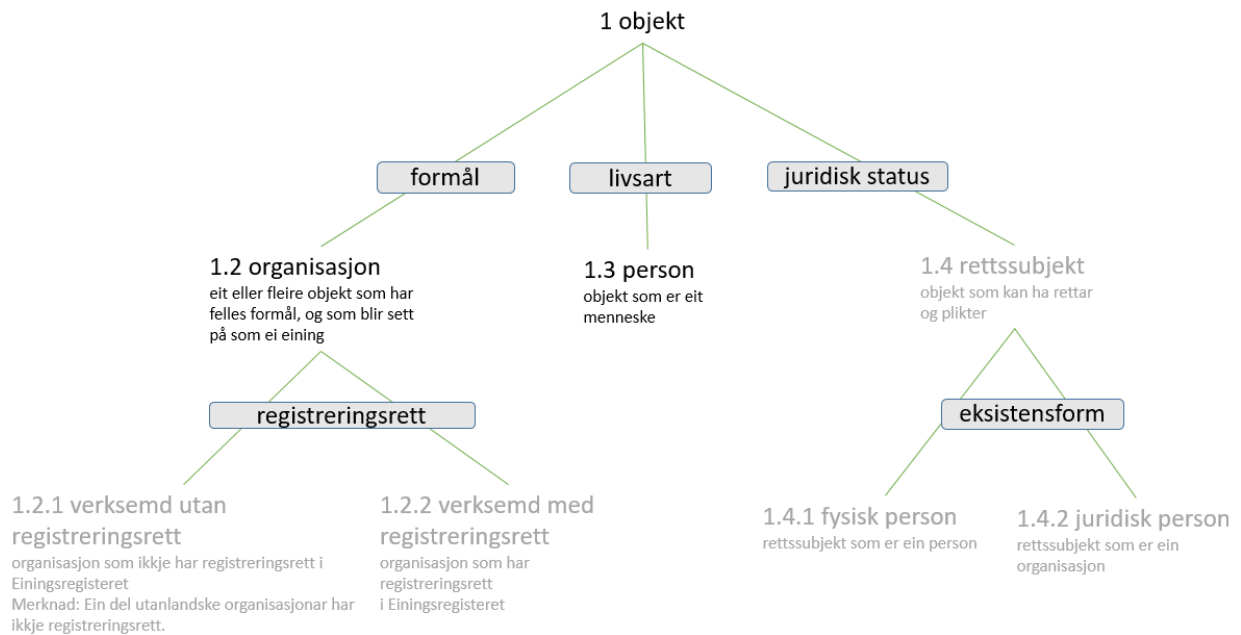 1 objekt
formål
livsart
juridisk status
1.2 organisasjon
eit eller fleire objekt som har
felles formål, og som blir sett
på som ei eining
1.3 person
objekt som er eit
menneske
1.4 rettssubjekt
objekt som kan ha rettar
og plikter
registreringsrett
eksistensform
1.2.1 verksemd utan
registreringsrett
organisasjon som ikkje har registreringsrett i
Einingsregisteret
Merknad: Ein del utanlandske organisasjonar har
ikkje registreringsrett.
1.2.2 verksemd med
registreringsrett
organisasjon som har
registreringsrett
i Einingsregisteret
1.4.1 fysisk person
rettssubjekt som er ein person
1.4.2 juridisk person
rettssubjekt som er ein
organisasjon